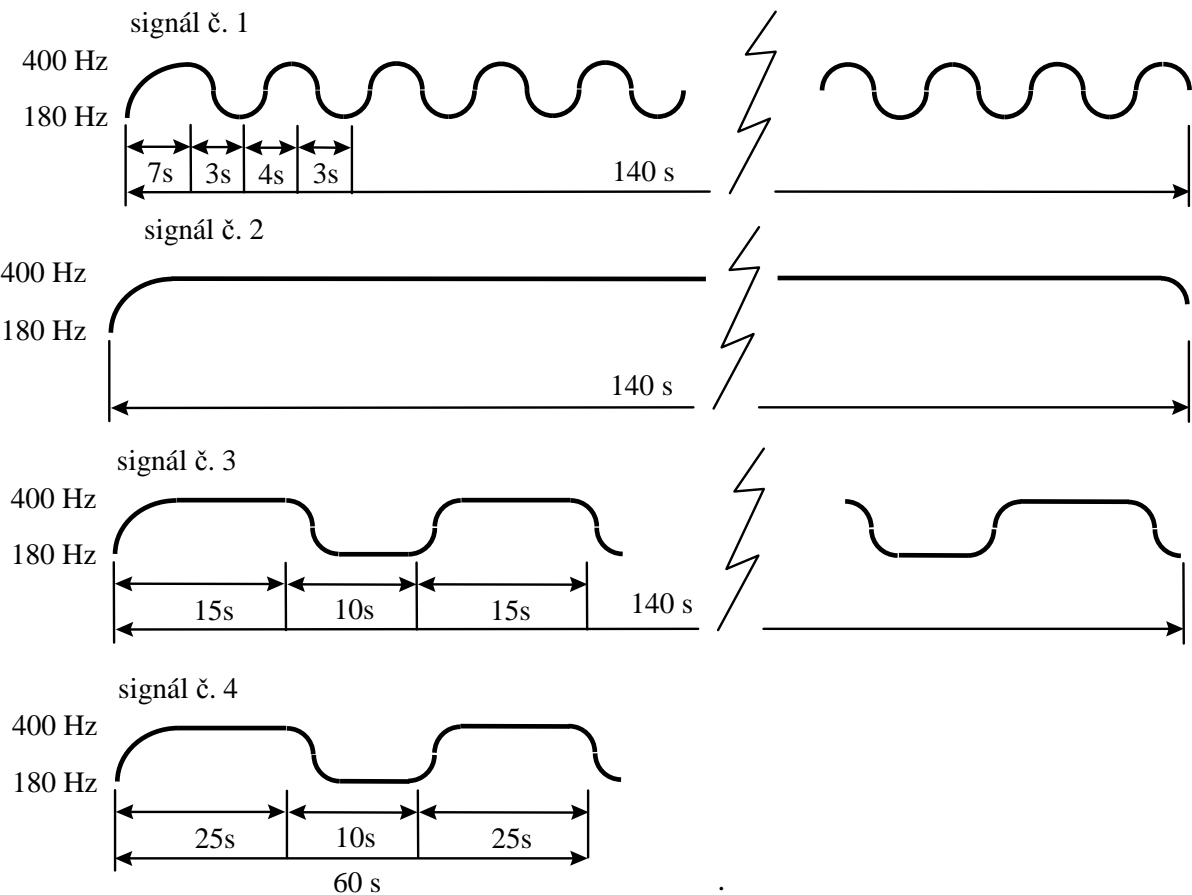 signál č. 1
400 Hz
180 Hz
7s 3s 4s 3s 140 s
signál č. 2
400 Hz
180 Hz
140 s
signál č. 3
400 Hz
180 Hz
15s 10s 15s 140 s
signál č. 4
400 Hz
180 Hz
25s 10s 25s
60 s .